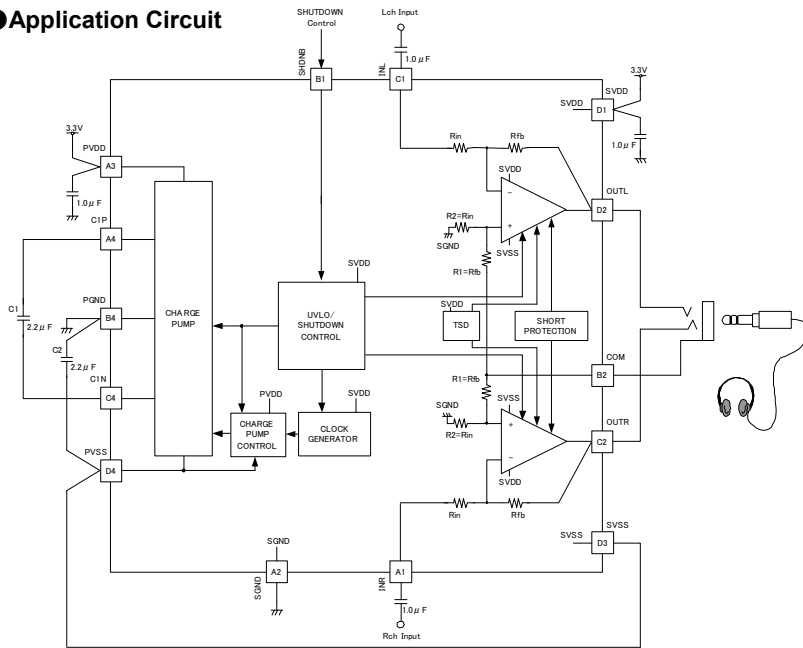 ●Application Circuit
SHUTDOWN
Control
Lch Input
1.0μF
SHDNB
B1
INL
C1
3.3V
SVDD
SVDD
D1
1.0μF
3.3V
PVDD
A3
1.0μF
C1P
A4
C1
2.2μF
PGND
B4
C2
2.2μF
C1N
C4
PVSS
D4
CHARGE
PUMP
SVDD
UVLO/
SHUTDOWN
CONTROL
PVDD
SVDD
CHARGE
PUMP
CONTROL
CLOCK
GENERATOR
Rin
Rfb
SVDD
−
+
SVSS
R2=Rin
SGND
R1=Rfb
OUTL
D2
SVDD
TSD
SHORT
PROTECTION
COM
B2
R1=Rfb
SGND
R2=Rin
SVSS
+
−
SVDD
OUTR
C2
Rin
Rfb
SVSS
SVSS
D3
SGND
A2
SGND
INR
A1
1.0μF
Rch Input